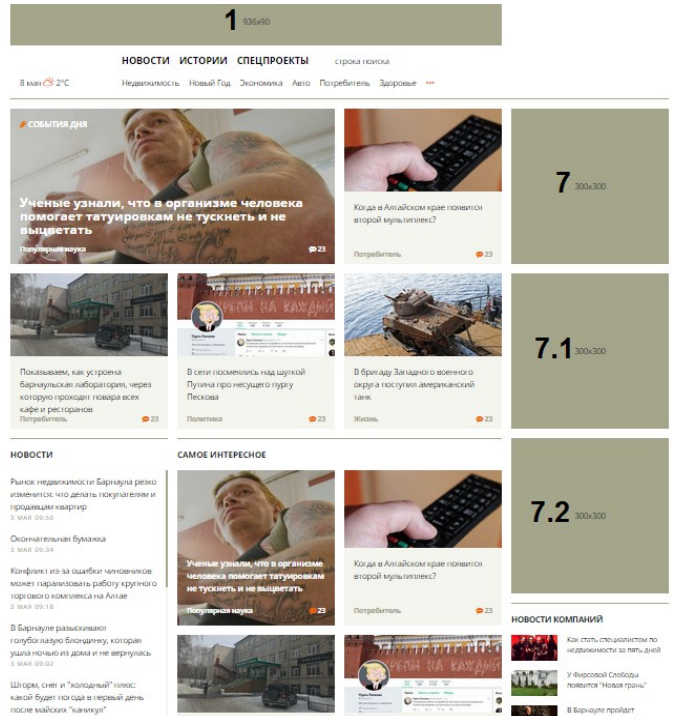 1 936x90
НОВОСТИ ИСТОРИИ СПЕЦПРОЕКТЫ строка поиска
8 мая 2°C Недвижимость Новый Год Экономика Авто Потребитель Здоровье •••
СОБЫТИЯ ДНЯ
Ученые узнали, что в организме человека
помогает татуировкам не тускнеть и не
выцветать
Популярная наука 23
Когда в Алтайском крае появится
второй мультиплекс?
Потребитель 23
7 300x300
Показываем, как устроена
барнаульская лаборатория, через
которую проходят повара всех
кафе и ресторанов
Потребитель 23
В сети посмеялись над шуткой
Путина про несущего пургу
Пескова
Политика 23
В бригаду Западного военного
округа поступил американский
танк
Жизнь 23
7.1 300x300
НОВОСТИ
Рынок недвижимости Барнаула резко
изменится: что делать покупателям и
продавцам квартир
3 МАЯ 09:50
Окончательная бумажка
3 МАЯ 09:34
Конфликт из-за ошибки чиновников
может парализовать работу крупного
торгового комплекса на Алтае
3 МАЯ 09:18
В Барнауле разыскивают
голубоглазую блондинку, которая
ушла ночью из дома и не вернулась
3 МАЯ 09:02
Шторм, снег и "холодный" плюс:
какой будет погода в первый день
после майских "каникул"
САМОЕ ИНТЕРЕСНОЕ
Ученые узнали, что в организме
человека помогает татуировкам
не тускнеть и не выцветать
Популярная наука 23
Когда в Алтайском крае появится
второй мультиплекс?
Потребитель 23
7.2 300x300
НОВОСТИ КОМПАНИЙ
Как стать специалистом по
недвижимости за пять дней
У Фирсовой Слободы
появится "Новая грань"
В Барнауле пройдет